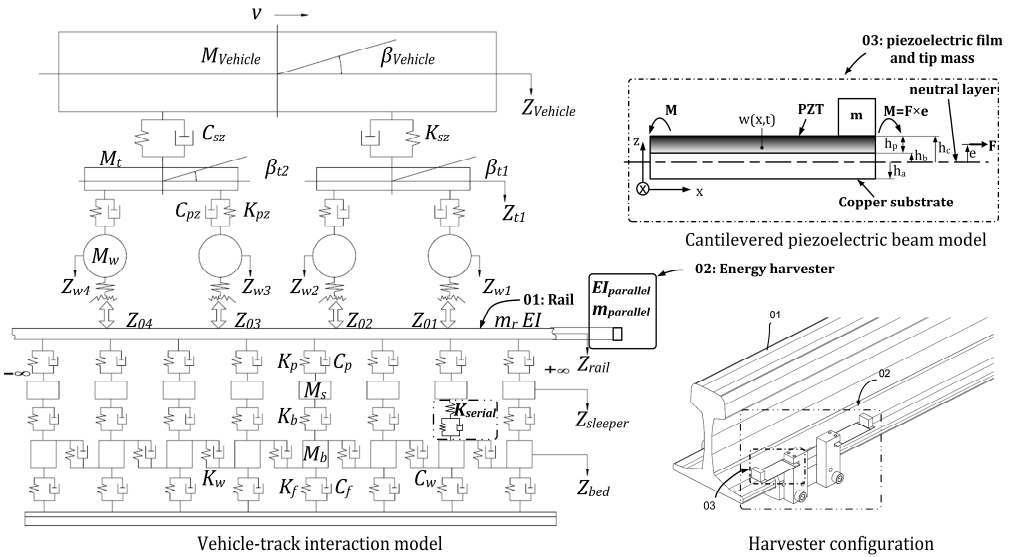 v
M_Vehicle
β_Vehicle
Z_Vehicle
C_sz
K_sz
M_t
β_t2
β_t1
Z_t1
C_pz
K_pz
M_w
Z_w4
Z_w3
Z_w2
Z_w1
01: Rail
Z_04
Z_03
Z_02
Z_01
m_r EI
EI_parallel
m_parallel
02: Energy harvester
−∞
K_p
C_p
+∞
Z_rail
M_s
K_serial
K_b
Z_sleeper
M_b
K_w
C_w
K_f
C_f
Z_bed
Vehicle-track interaction model
03: piezoelectric film
and tip mass
neutral layer
M
w(x,t)
PZT
m
M=F×e
F
z
h_p
h_b
h_c
e
h_a
x
Copper substrate
Cantilevered piezoelectric beam model
01
02
03
Harvester configuration